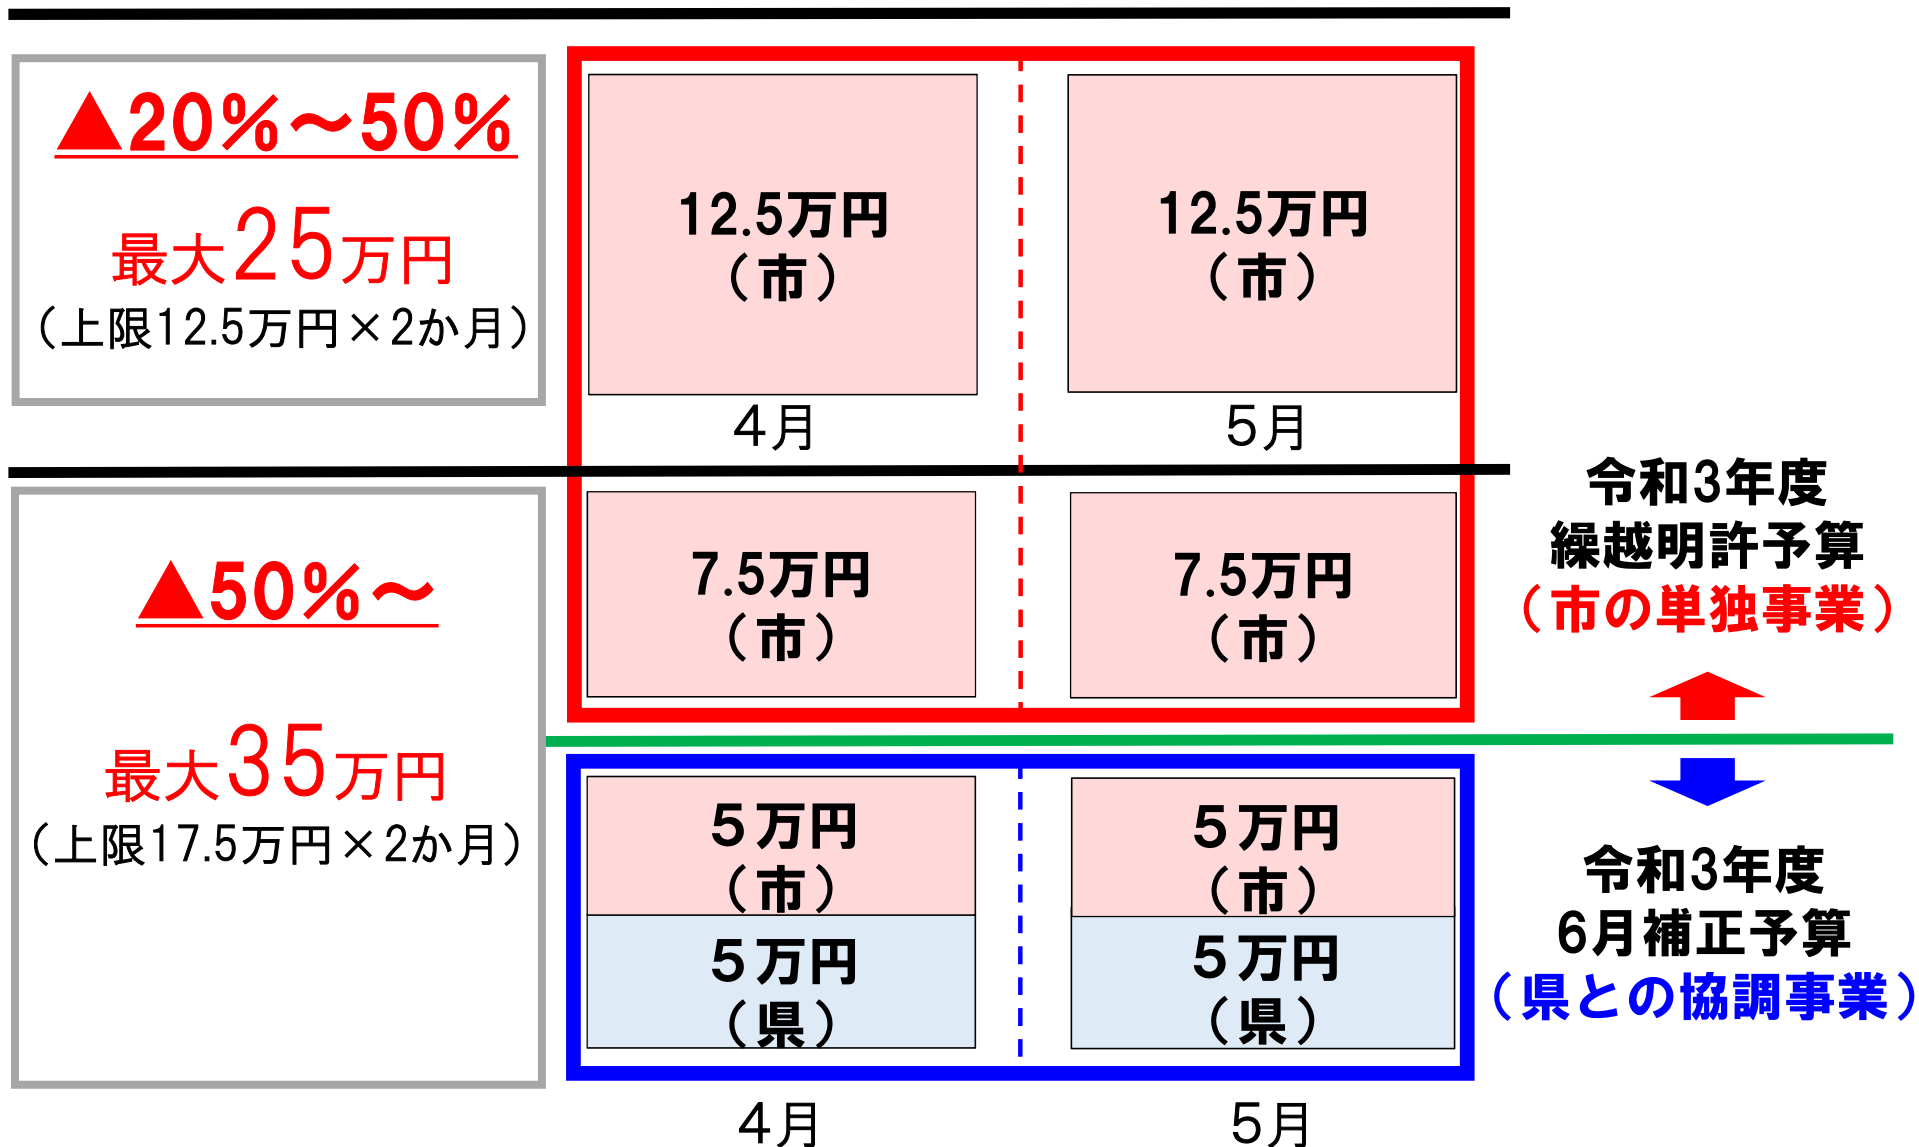 ▲20%～50%
最大25万円
（上限12.5万円×2か月）
12.5万円
（市）
4月
12.5万円
（市）
5月
▲50%～
最大35万円
（上限17.5万円×2か月）
7.5万円
（市）
7.5万円
（市）
5万円
（市）
5万円
（県）
4月
5万円
（市）
5万円
（県）
5月
令和3年度
繰越明許予算
（市の単独事業）
令和3年度
6月補正予算
（県との協調事業）